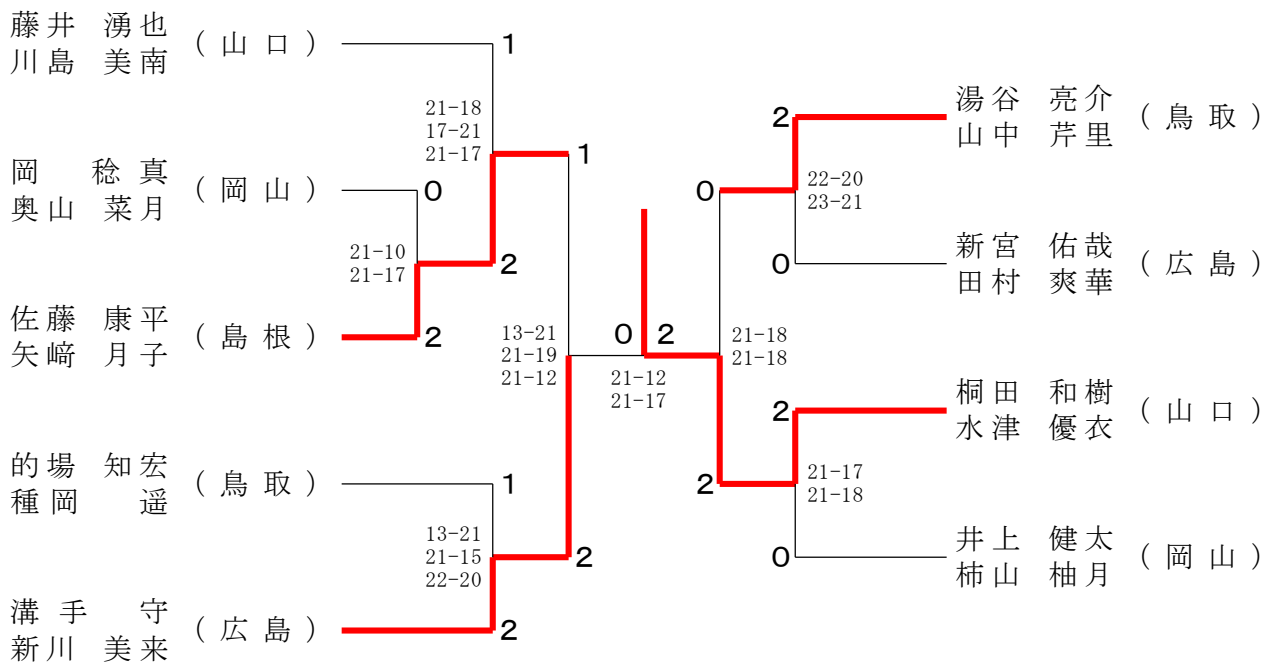 藤井 湧也
川島 美南
(山口)
1
21-18
17-21
21-17
1
岡 稔真
奥山 菜月
(岡山)
0
21-10
21-17
2
佐藤 康平
矢﨑 月子
(島根)
2
13-21
21-19
21-12
的場 知宏
種岡 遥
(鳥取)
1
13-21
21-15
22-20
2
溝手 守
新川 美来
(広島)
2
0 2
21-12
21-17
2
湯谷 亮介
山中 芹里
(鳥取)
0
22-20
23-21
0
新宮 佑哉
田村 爽華
(広島)
21-18
21-18
2
桐田 和樹
水津 優衣
(山口)
2
21-17
21-18
0
井上 健太
柿山 柚月
(岡山)